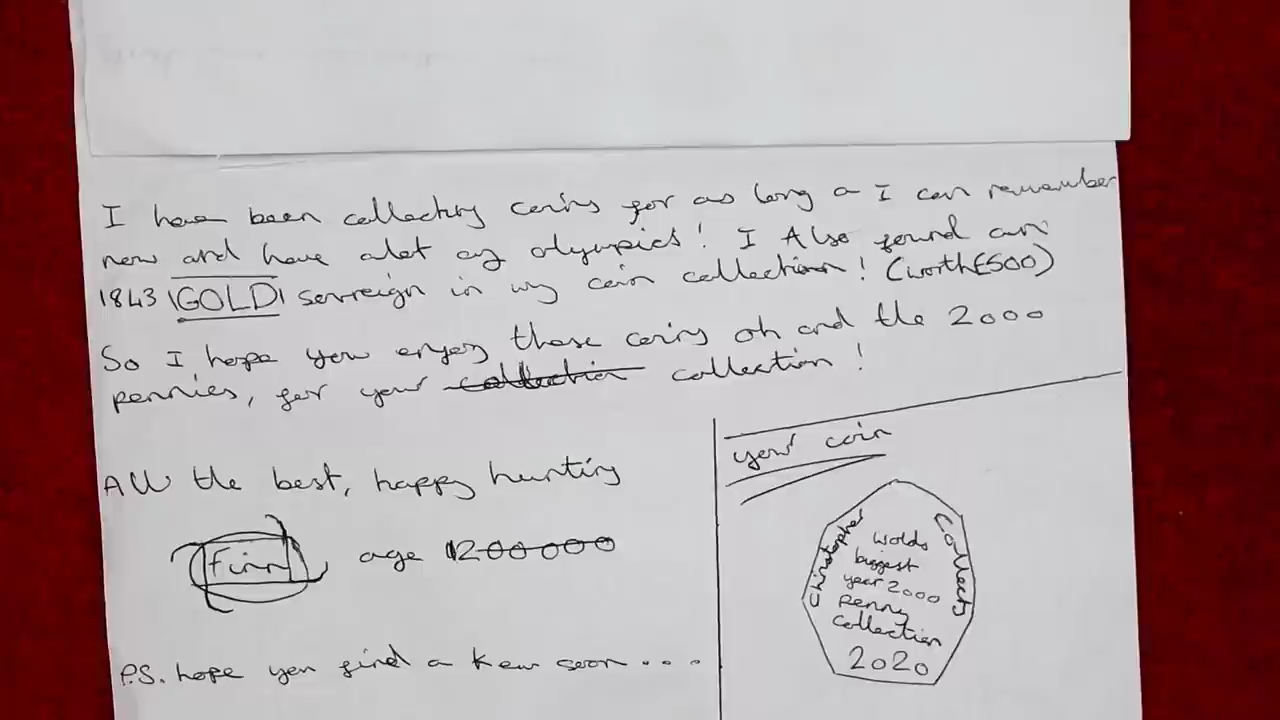 I have been collecting coins for as long a I can remember
now and have alot of olympics! I Also found an
1843 GOLD sovreign in my coin collection! (worth £500)
So I hope you enjoy these coins oh and the 2000
pennies, for your collection collection!
All the best, happy hunting
Finn age 1200000
P.S. hope you find a Kew soon....
your coin
Christopher Collects
worlds
biggest
year 2000
penny
collection
2020